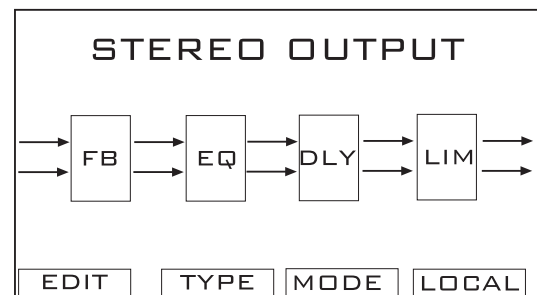 STEREO OUTPUT
FB EQ DLY LIM
EDIT TYPE MODE LOCAL